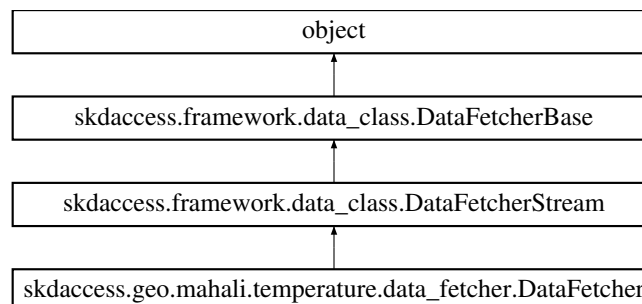 object
skdaccess.framework.data_class.DataFetcherBase
skdaccess.framework.data_class.DataFetcherStream
skdaccess.geo.mahali.temperature.data_fetcher.DataFetcher